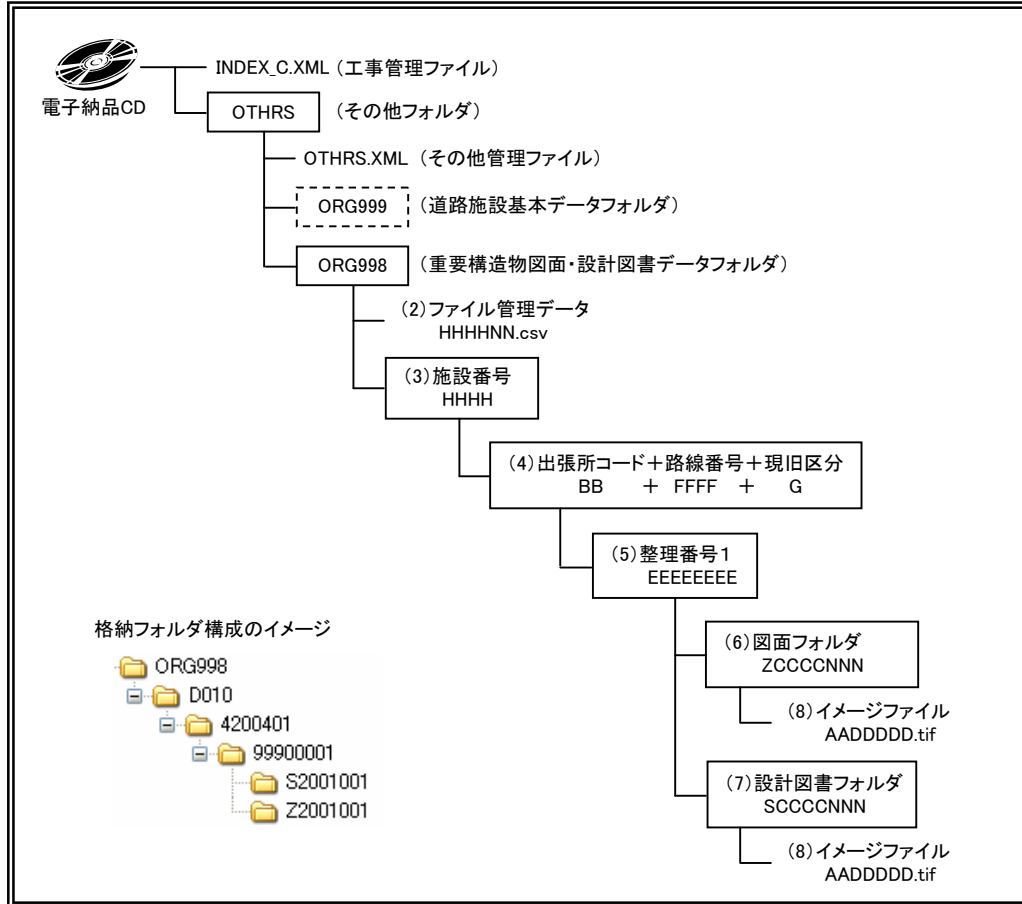 INDEX_C.XML (工事管理ファイル)
電子納品CD
OTHRS (その他フォルダ)
OTHRS.XML (その他管理ファイル)
ORG999 (道路施設基本データフォルダ)
ORG998 (重要構造物図面・設計図書データフォルダ)
(2)ファイル管理データ
HHHHNN.csv
(3)施設番号
HHHH
(4)出張所コード+路線番号+現旧区分
BB + FFFF + G
(5)整理番号1
EEEEEEEE
(6)図面フォルダ
ZCCCCNNN
(8)イメージファイル
AADDDDD.tif
(7)設計図書フォルダ
SCCCCNNN
(8)イメージファイル
AADDDDD.tif
格納フォルダ構成のイメージ
ORG998
D010
4200401
99900001
S2001001
Z2001001